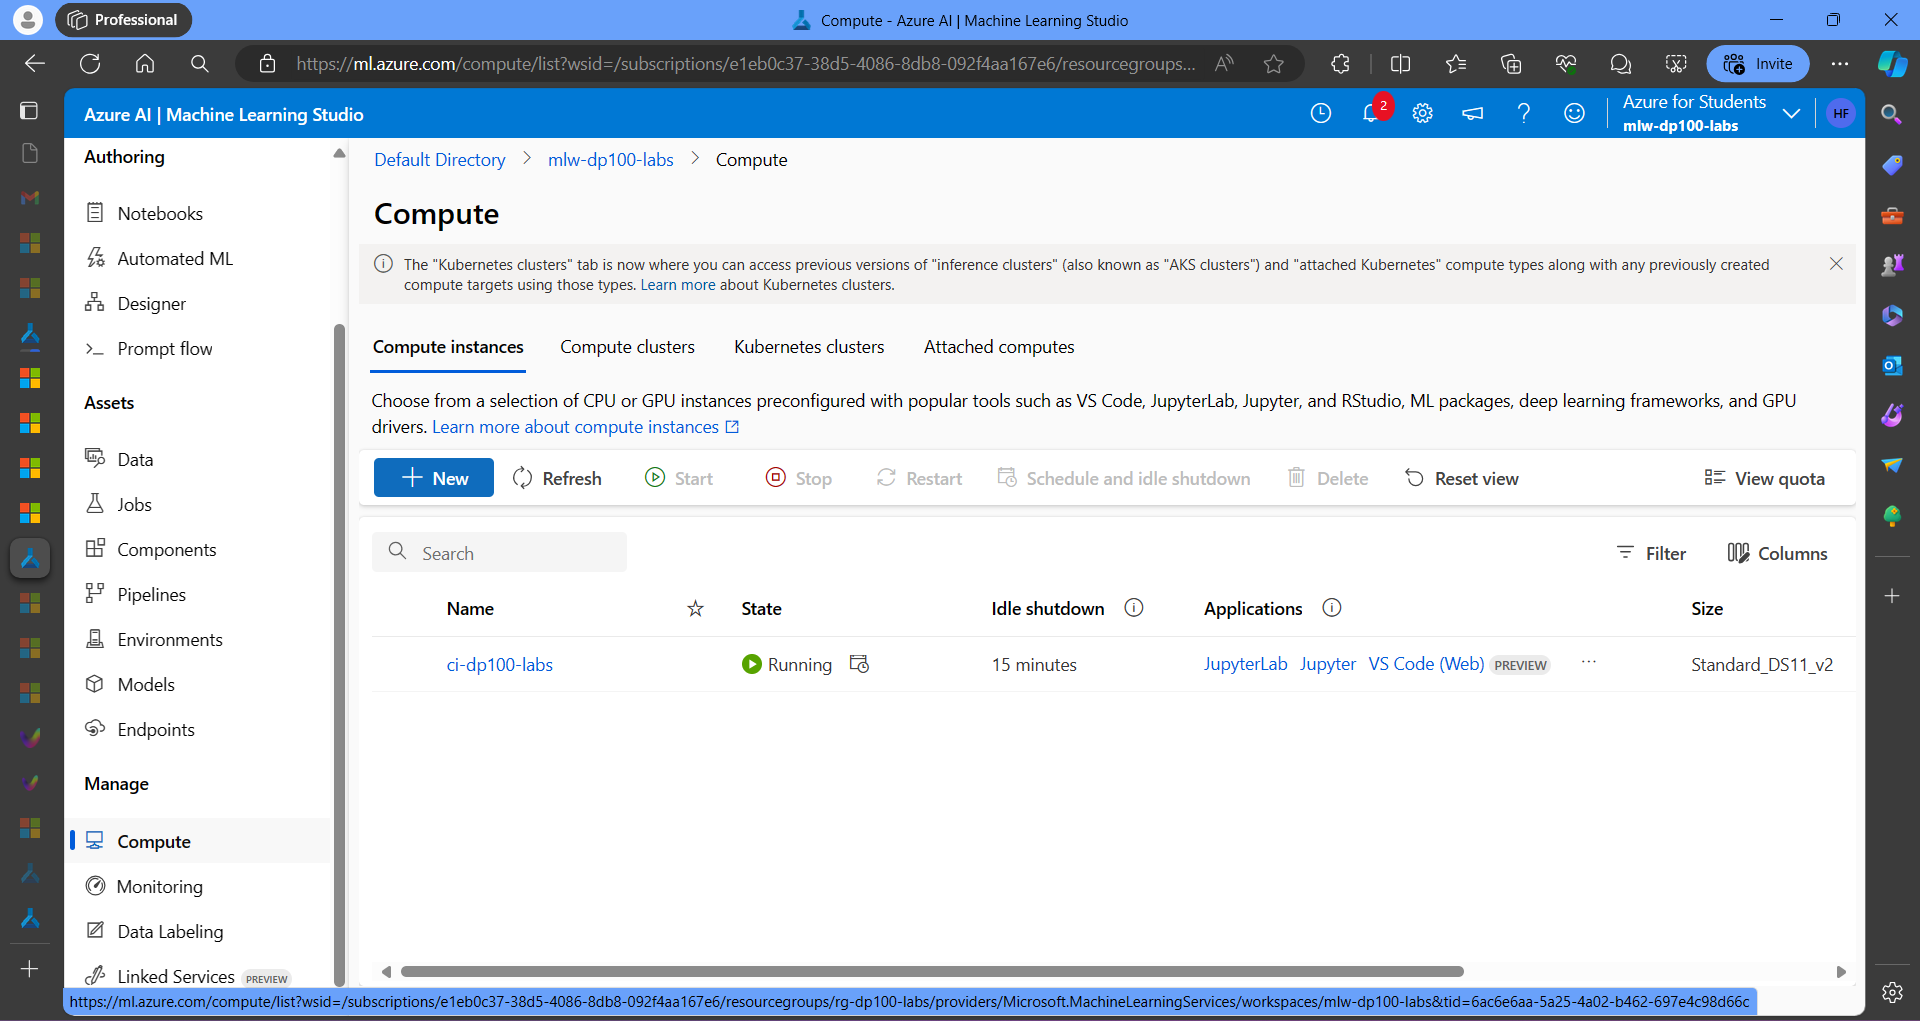 Professional
Compute - Azure AI | Machine Learning Studio
https://ml.azure.com/compute/list?wsid=/subscriptions/e1eb0c37-38d5-4086-8db8-092f4aa167e6/resourcegroups...
Invite
Azure AI | Machine Learning Studio
2
Azure for Students
mlw-dp100-labs
HF
Authoring
Notebooks
Automated ML
Designer
Prompt flow
Assets
Data
Jobs
Components
Pipelines
Environments
Models
Endpoints
Manage
Compute
Monitoring
Data Labeling
Linked Services PREVIEW
Default Directory > mlw-dp100-labs > Compute
Compute
The "Kubernetes clusters" tab is now where you can access previous versions of "inference clusters" (also known as "AKS clusters") and "attached Kubernetes" compute types along with any previously created
compute targets using those types. Learn more about Kubernetes clusters.
Compute instances Compute clusters Kubernetes clusters Attached computes
Choose from a selection of CPU or GPU instances preconfigured with popular tools such as VS Code, JupyterLab, Jupyter, and RStudio, ML packages, deep learning frameworks, and GPU
drivers. Learn more about compute instances
New Refresh Start Stop Restart Schedule and idle shutdown Delete Reset view View quota
Search Filter Columns
Name State Idle shutdown Applications Size
ci-dp100-labs Running 15 minutes JupyterLab Jupyter VS Code (Web) PREVIEW ... Standard_DS11_v2
https://ml.azure.com/compute/list?wsid=/subscriptions/e1eb0c37-38d5-4086-8db8-092f4aa167e6/resourcegroups/rg-dp100-labs/providers/Microsoft.MachineLearningServices/workspaces/mlw-dp100-labs&tid=6ac6e6aa-5a25-4a02-b462-697e4c98d66c